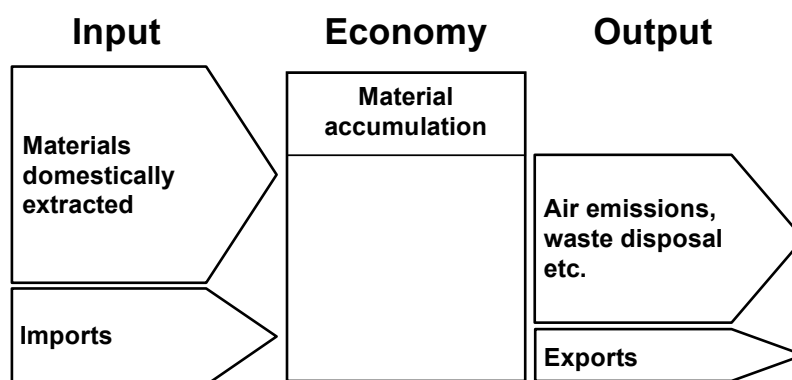 Input
Economy
Output
Material
accumulation
Materials
domestically
extracted
Air emissions,
waste disposal
etc.
Imports
Exports